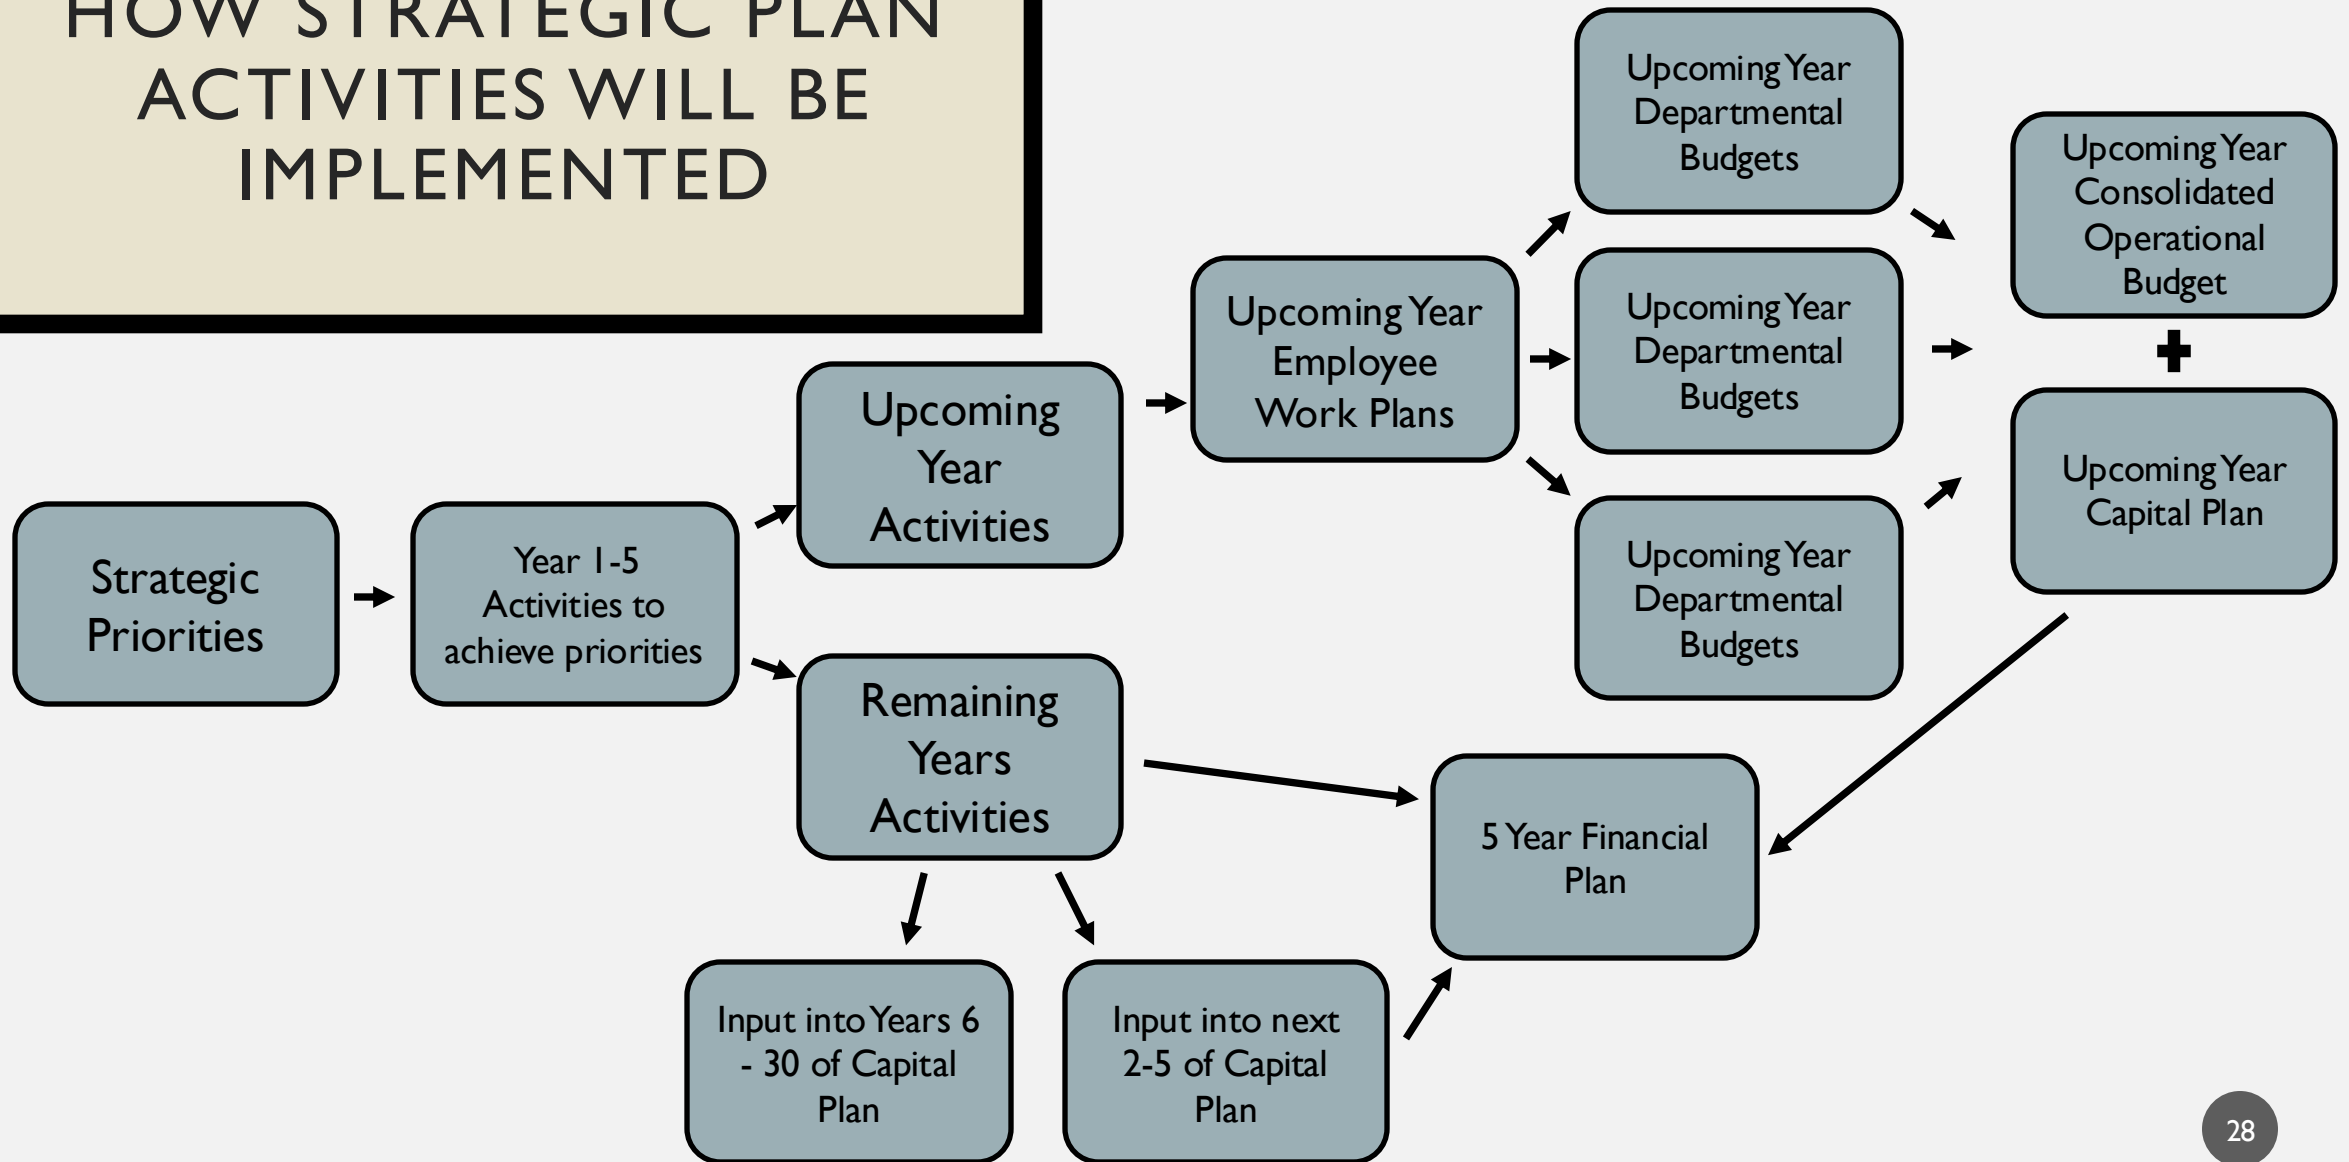 HOW STRATEGIC PLAN
ACTIVITIES WILL BE
IMPLEMENTED
Strategic
Priorities
Year 1-5
Activities to
achieve priorities
Upcoming
Year
Activities
Remaining
Years
Activities
Upcoming Year
Employee
Work Plans
Upcoming Year
Departmental
Budgets
Upcoming Year
Departmental
Budgets
Upcoming Year
Departmental
Budgets
Upcoming Year
Consolidated
Operational
Budget
Upcoming Year
Capital Plan
5 Year Financial
Plan
Input into Years 6
- 30 of Capital
Plan
Input into next
2-5 of Capital
Plan
28